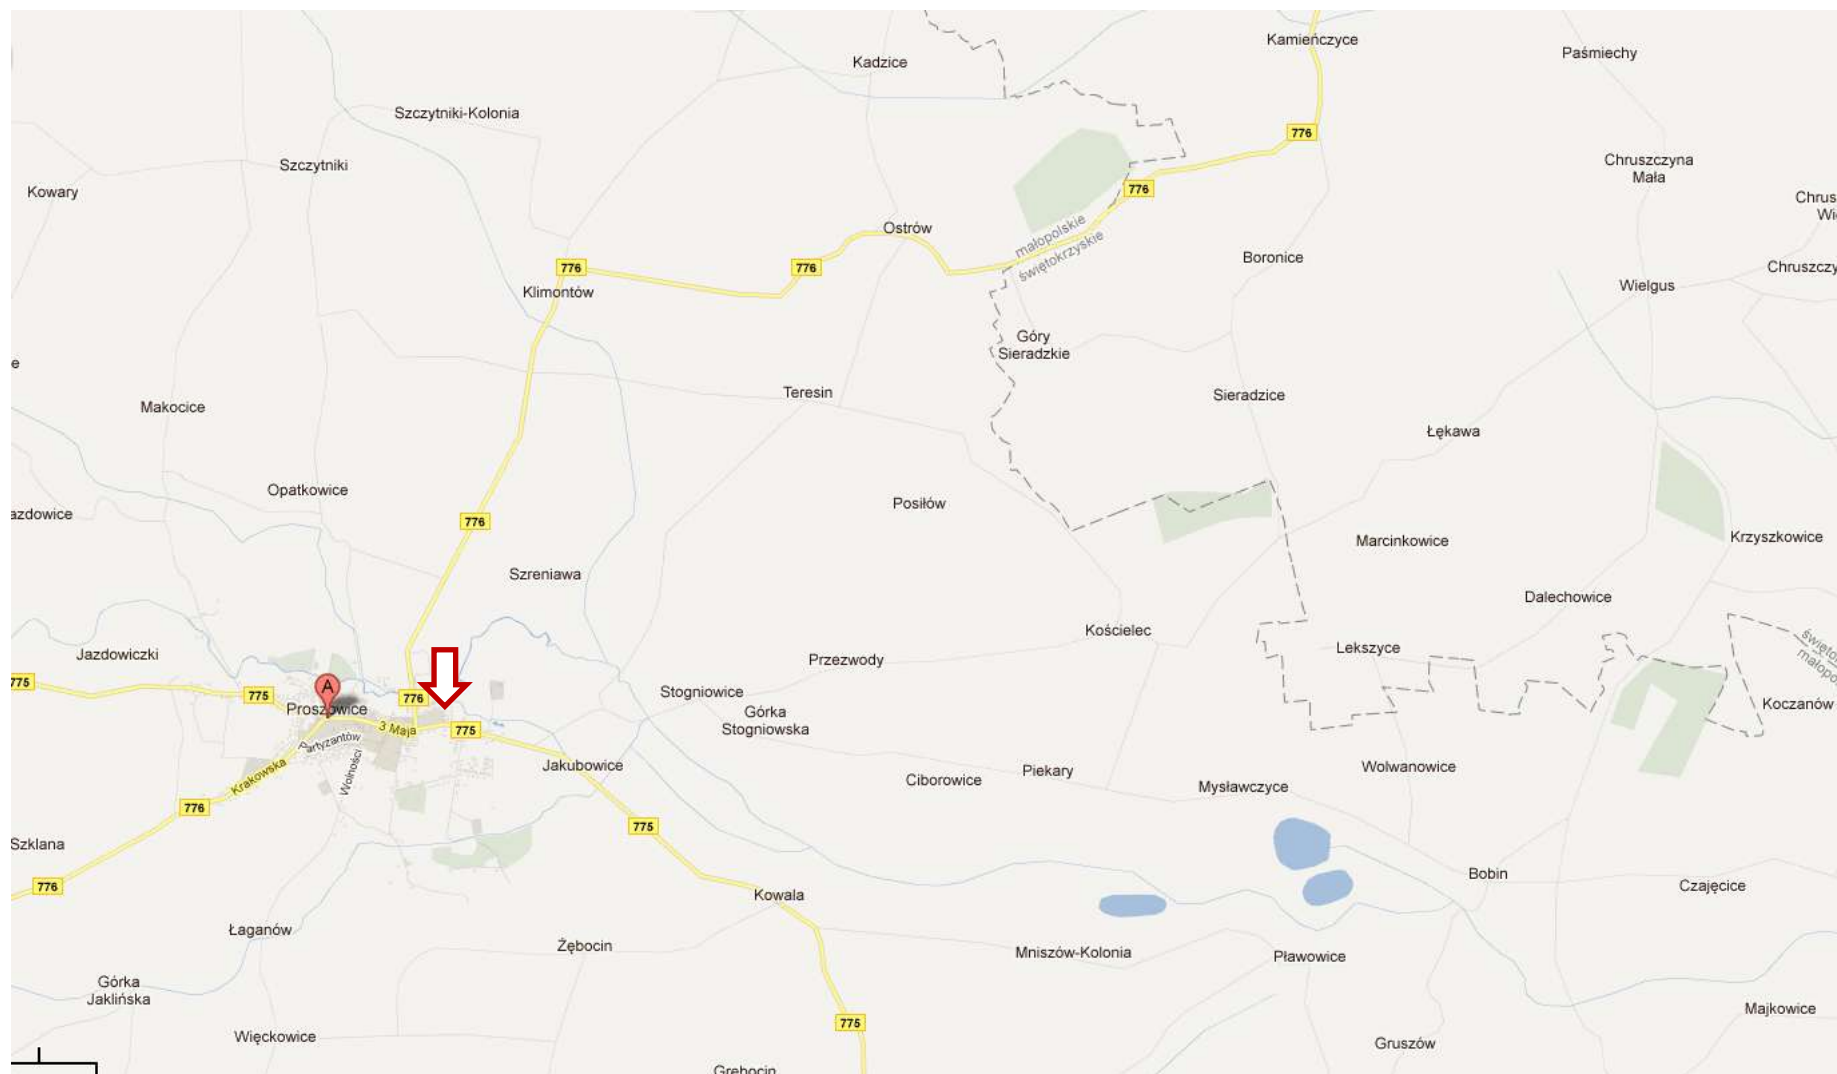 Kamieńczyce
Paśmiechy
Kadzice
Szczytniki-Kolonia
776
Szczytniki
Chruszczyna
Mała
Kowary
776
Chrus
Wi
Ostrów
małopolskie
świętokrzyskie
Boronice
776
776
Chruszczy
Klimontów
Wielgus
Góry
Sieradzkie
e
Teresin
Sieradzice
Makocice
Łękawa
Opatkowice
Posiłów
azdowice
776
Krzyszkowice
Marcinkowice
Szreniawa
Dalechowice
Kościelec
Jazdowiczki
Przezwody
Lekszyce
święto
małopo
775
775
A
776
Stogniowice
Koczanów
Proszowice
Górka
Stogniowska
3 Maja
775
Partyzantów
Wolności
Krakowska
Jakubowice
Ciborowice
Piekary
Wolwanowice
Mysławczyce
776
775
Szklana
Bobin
776
Czajęcice
Kowala
Łaganów
Żębocin
Mniszów-Kolonia
Pławowice
Górka
Jaklińska
Majkowice
775
Więckowice
Gruszów
Grębocin